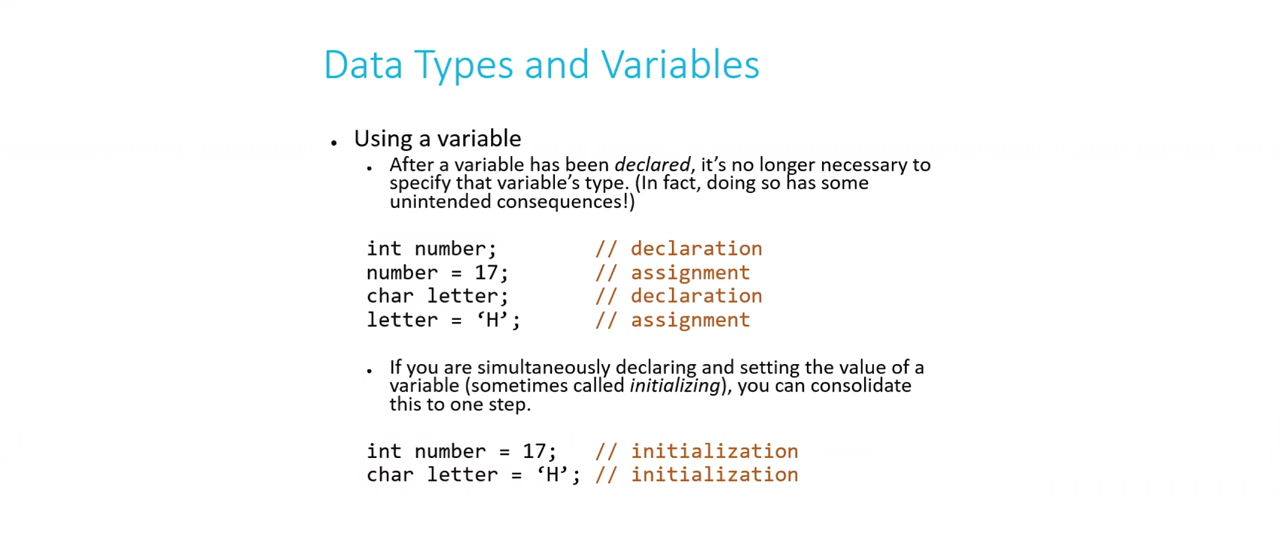 Data Types and Variables
• Using a variable
• After a variable has been declared, it’s no longer necessary to
specify that variable’s type. (In fact, doing so has some
unintended consequences!)
int number; // declaration
number = 17; // assignment
char letter; // declaration
letter = ‘H’; // assignment
• If you are simultaneously declaring and setting the value of a
variable (sometimes called initializing), you can consolidate
this to one step.
int number = 17; // initialization
char letter = ‘H’; // initialization